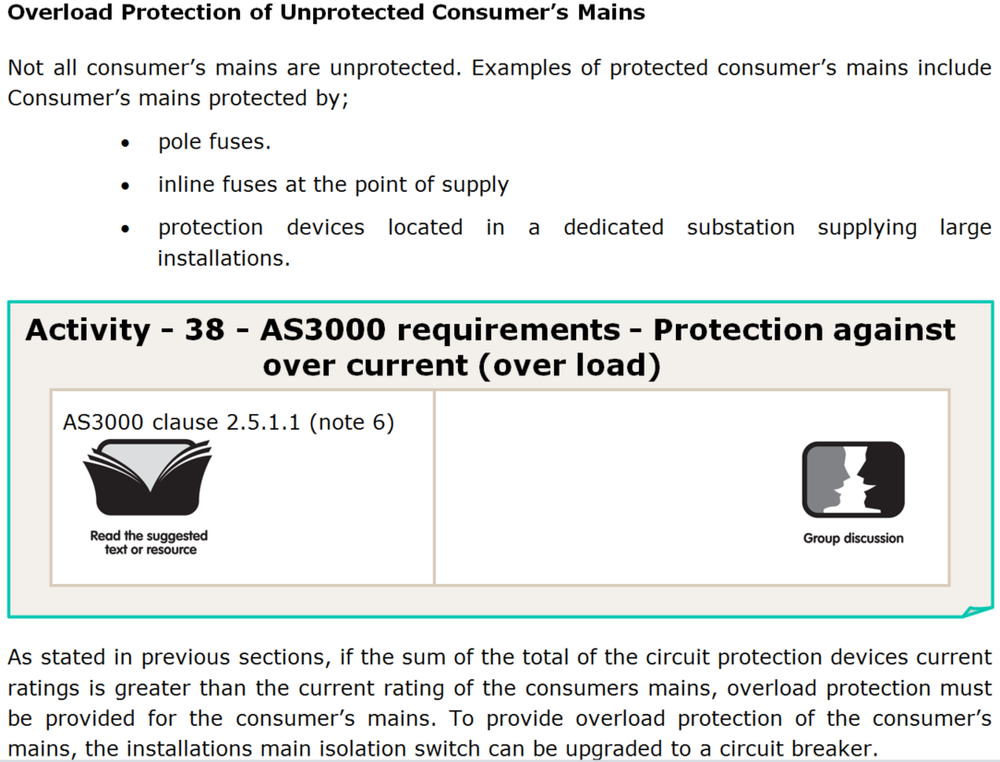 Overload Protection of Unprotected Consumer’s Mains
Not all consumer’s mains are unprotected. Examples of protected consumer’s mains include
Consumer’s mains protected by;
• pole fuses.
• inline fuses at the point of supply
• protection devices located in a dedicated substation supplying large
installations.
Activity - 38 - AS3000 requirements - Protection against
over current (over load)
AS3000 clause 2.5.1.1 (note 6)
Read the suggested
text or resource
Group discussion
As stated in previous sections, if the sum of the total of the circuit protection devices current
ratings is greater than the current rating of the consumers mains, overload protection must
be provided for the consumer’s mains. To provide overload protection of the consumer’s
mains, the installations main isolation switch can be upgraded to a circuit breaker.